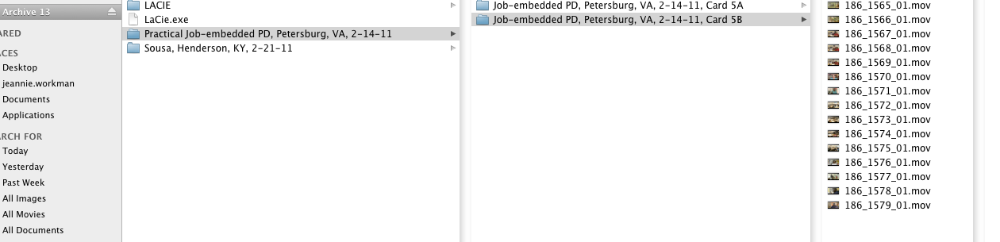 Archive 13
ARED
ACES
Desktop
jeannie.workman
Documents
Applications
ARCH FOR
Today
Yesterday
Past Week
All Images
All Movies
All Documents
LACIE
LaCie.exe
Practical Job-embedded PD, Petersburg, VA, 2-14-11
Sousa, Henderson, KY, 2-21-11
Job-embedded PD, Petersburg, VA, 2-14-11, Card 5A
Job-embedded PD, Petersburg, VA, 2-14-11, Card 5B
186_1565_01.mov
186_1566_01.mov
186_1567_01.mov
186_1568_01.mov
186_1569_01.mov
186_1570_01.mov
186_1571_01.mov
186_1572_01.mov
186_1573_01.mov
186_1574_01.mov
186_1575_01.mov
186_1576_01.mov
186_1577_01.mov
186_1578_01.mov
186_1579_01.mov